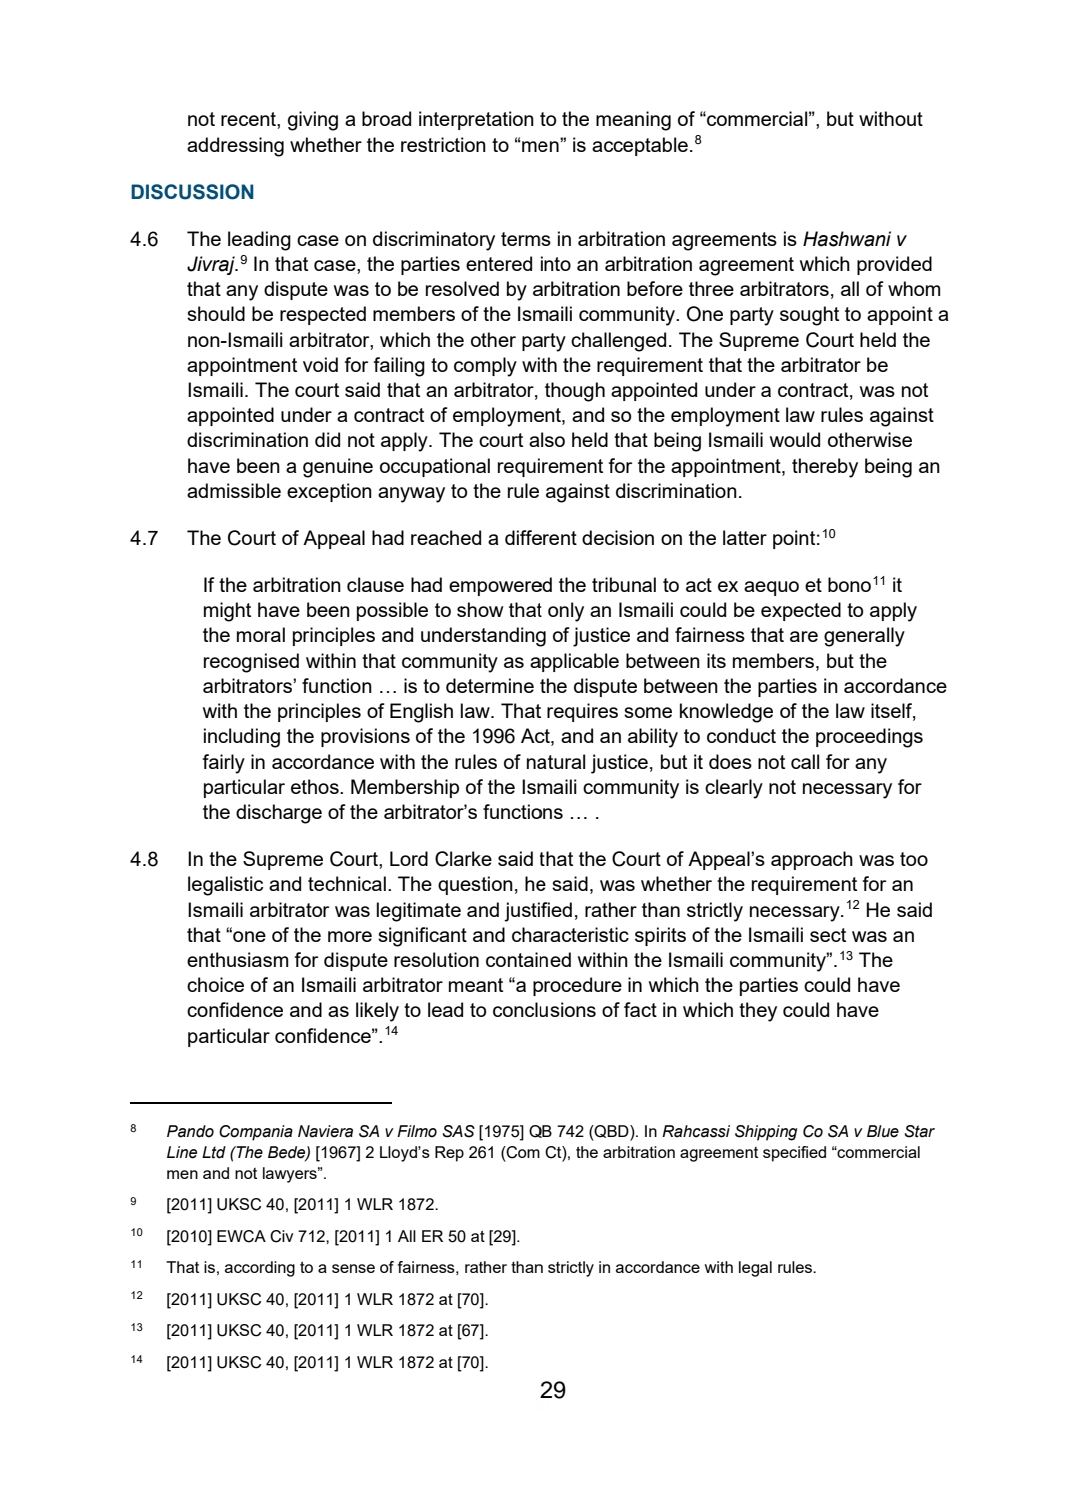 not recent, giving a broad interpretation to the meaning of “commercial”, but without
addressing whether the restriction to “men” is acceptable.8
DISCUSSION
4.6 The leading case on discriminatory terms in arbitration agreements is Hashwani v
Jivraj.9 In that case, the parties entered into an arbitration agreement which provided
that any dispute was to be resolved by arbitration before three arbitrators, all of whom
should be respected members of the Ismaili community. One party sought to appoint a
non-Ismaili arbitrator, which the other party challenged. The Supreme Court held the
appointment void for failing to comply with the requirement that the arbitrator be
Ismaili. The court said that an arbitrator, though appointed under a contract, was not
appointed under a contract of employment, and so the employment law rules against
discrimination did not apply. The court also held that being Ismaili would otherwise
have been a genuine occupational requirement for the appointment, thereby being an
admissible exception anyway to the rule against discrimination.
4.7 The Court of Appeal had reached a different decision on the latter point:10
If the arbitration clause had empowered the tribunal to act ex aequo et bono11 it
might have been possible to show that only an Ismaili could be expected to apply
the moral principles and understanding of justice and fairness that are generally
recognised within that community as applicable between its members, but the
arbitrators’ function … is to determine the dispute between the parties in accordance
with the principles of English law. That requires some knowledge of the law itself,
including the provisions of the 1996 Act, and an ability to conduct the proceedings
fairly in accordance with the rules of natural justice, but it does not call for any
particular ethos. Membership of the Ismaili community is clearly not necessary for
the discharge of the arbitrator’s functions … .
4.8 In the Supreme Court, Lord Clarke said that the Court of Appeal’s approach was too
legalistic and technical. The question, he said, was whether the requirement for an
Ismaili arbitrator was legitimate and justified, rather than strictly necessary.12 He said
that “one of the more significant and characteristic spirits of the Ismaili sect was an
enthusiasm for dispute resolution contained within the Ismaili community”.13 The
choice of an Ismaili arbitrator meant “a procedure in which the parties could have
confidence and as likely to lead to conclusions of fact in which they could have
particular confidence”.14
8 Pando Compania Naviera SA v Filmo SAS [1975] QB 742 (QBD). In Rahcassi Shipping Co SA v Blue Star
Line Ltd (The Bede) [1967] 2 Lloyd’s Rep 261 (Com Ct), the arbitration agreement specified “commercial
men and not lawyers”.
9 [2011] UKSC 40, [2011] 1 WLR 1872.
10 [2010] EWCA Civ 712, [2011] 1 All ER 50 at [29].
11 That is, according to a sense of fairness, rather than strictly in accordance with legal rules.
12 [2011] UKSC 40, [2011] 1 WLR 1872 at [70].
13 [2011] UKSC 40, [2011] 1 WLR 1872 at [67].
14 [2011] UKSC 40, [2011] 1 WLR 1872 at [70].
29